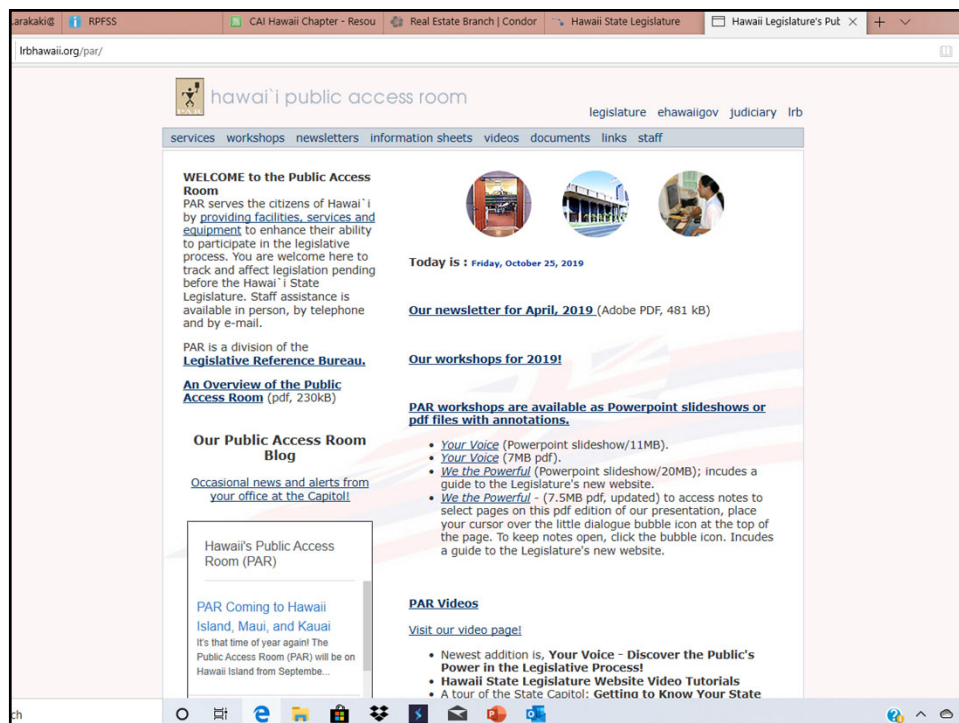 arakaki@ RPFSS CAI Hawaii Chapter - Resou Real Estate Branch | Condor Hawaii State Legislature Hawaii Legislature's Pub
lrbhawaii.org/par/
PAR
hawai`i public access room
legislature ehawaiigov judiciary lrb
services workshops newsletters information sheets videos documents links staff
WELCOME to the Public Access
Room
PAR serves the citizens of Hawai`i
by providing facilities, services and
equipment to enhance their ability
to participate in the legislative
process. You are welcome here to
track and affect legislation pending
before the Hawai`i State
Legislature. Staff assistance is
available in person, by telephone
and by e-mail.
PAR is a division of the
Legislative Reference Bureau.
An Overview of the Public
Access Room (pdf, 230kB)
Our Public Access Room
Blog
Occasional news and alerts from
your office at the Capitol!
Hawaii's Public Access
Room (PAR)
PAR Coming to Hawaii
Island, Maui, and Kauai
It's that time of year again! The
Public Access Room (PAR) will be on
Hawaii Island from Septembe...
Today is : Friday, October 25, 2019
Our newsletter for April, 2019 (Adobe PDF, 481 kB)
Our workshops for 2019!
PAR workshops are available as Powerpoint slideshows or
pdf files with annotations.
• Your Voice (Powerpoint slideshow/11MB).
• Your Voice (7MB pdf).
• We the Powerful (Powerpoint slideshow/20MB); incudes a
guide to the Legislature's new website.
• We the Powerful - (7.5MB pdf, updated) to access notes to
select pages on this pdf edition of our presentation, place
your cursor over the little dialogue bubble icon at the top of
the page. To keep notes open, click the bubble icon. Incudes
a guide to the Legislature's new website.
PAR Videos
Visit our video page!
• Newest addition is, Your Voice - Discover the Public's
Power in the Legislative Process!
• Hawaii State Legislature Website Video Tutorials
• A tour of the State Capitol: Getting to Know Your State
ch